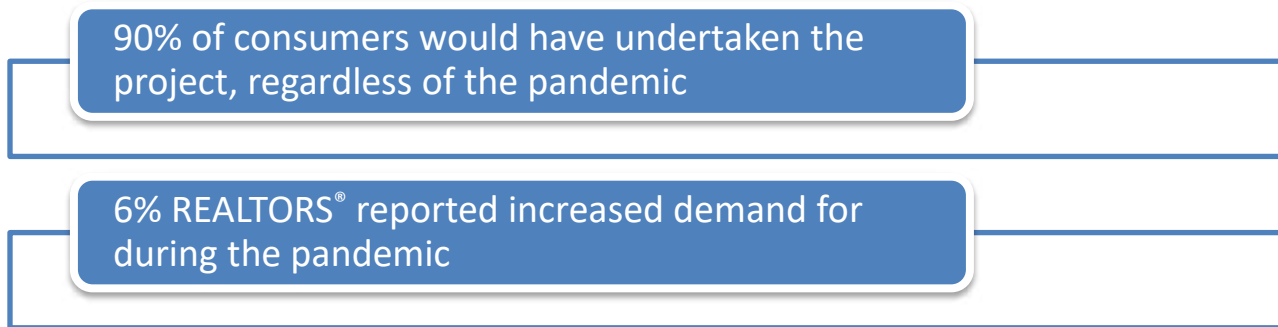 90% of consumers would have undertaken the
project, regardless of the pandemic
6% REALTORS® reported increased demand for
during the pandemic